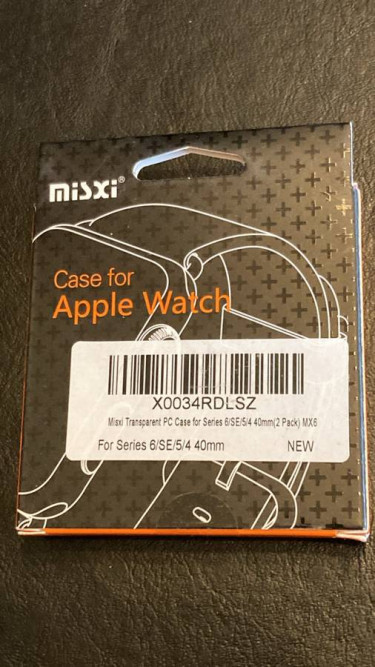 misxi®
Case for
Apple Watch
X0034RDLSZ
Misxi Transparent PC Case for Series 6/SE/5/4 40mm(2 Pack) MX6
For Series 6/SE/5/4 40mm NEW